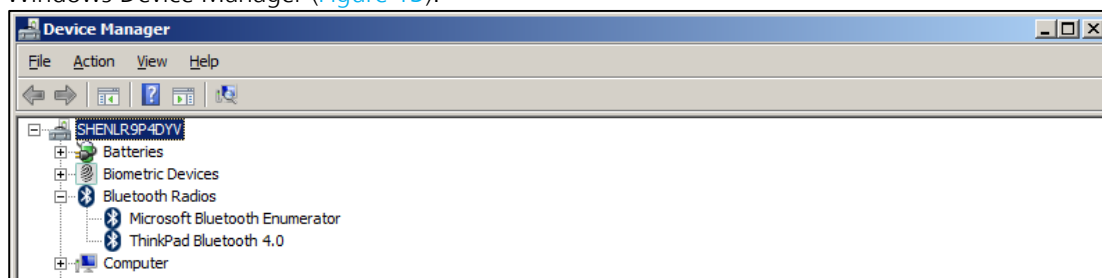 Windows Device Manager (Figure 15).
Device Manager
File Action View Help
SHENLR9P4DYV
Batteries
Biometric Devices
Bluetooth Radios
Microsoft Bluetooth Enumerator
ThinkPad Bluetooth 4.0
Computer